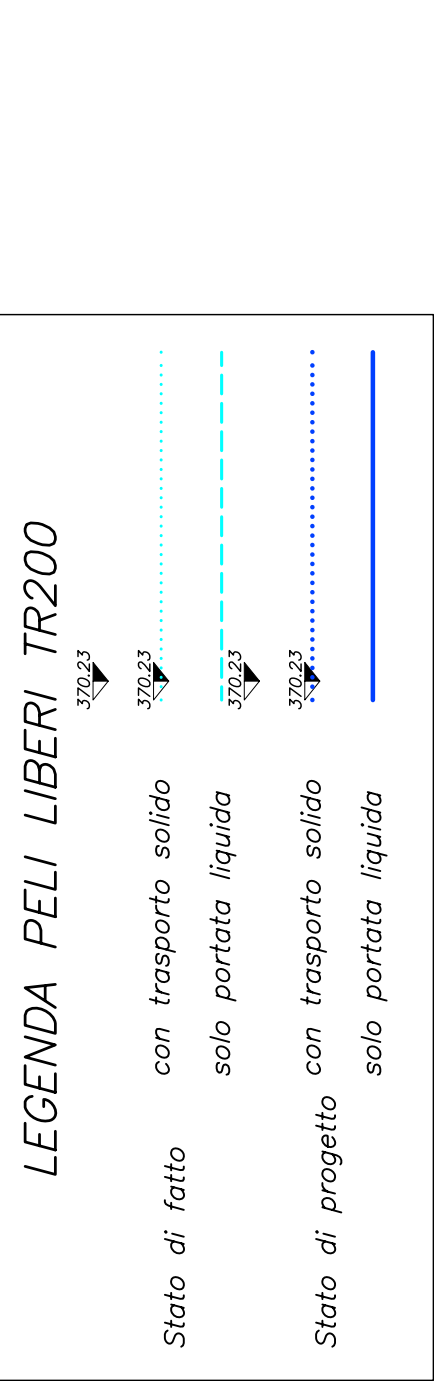 LEGENDA PELI LIBERI TR200
370.23
Stato di fatto con trasporto solido 370.23
solo portata liquida
370.23
Stato di progetto con trasporto solido 370.23
solo portata liquida